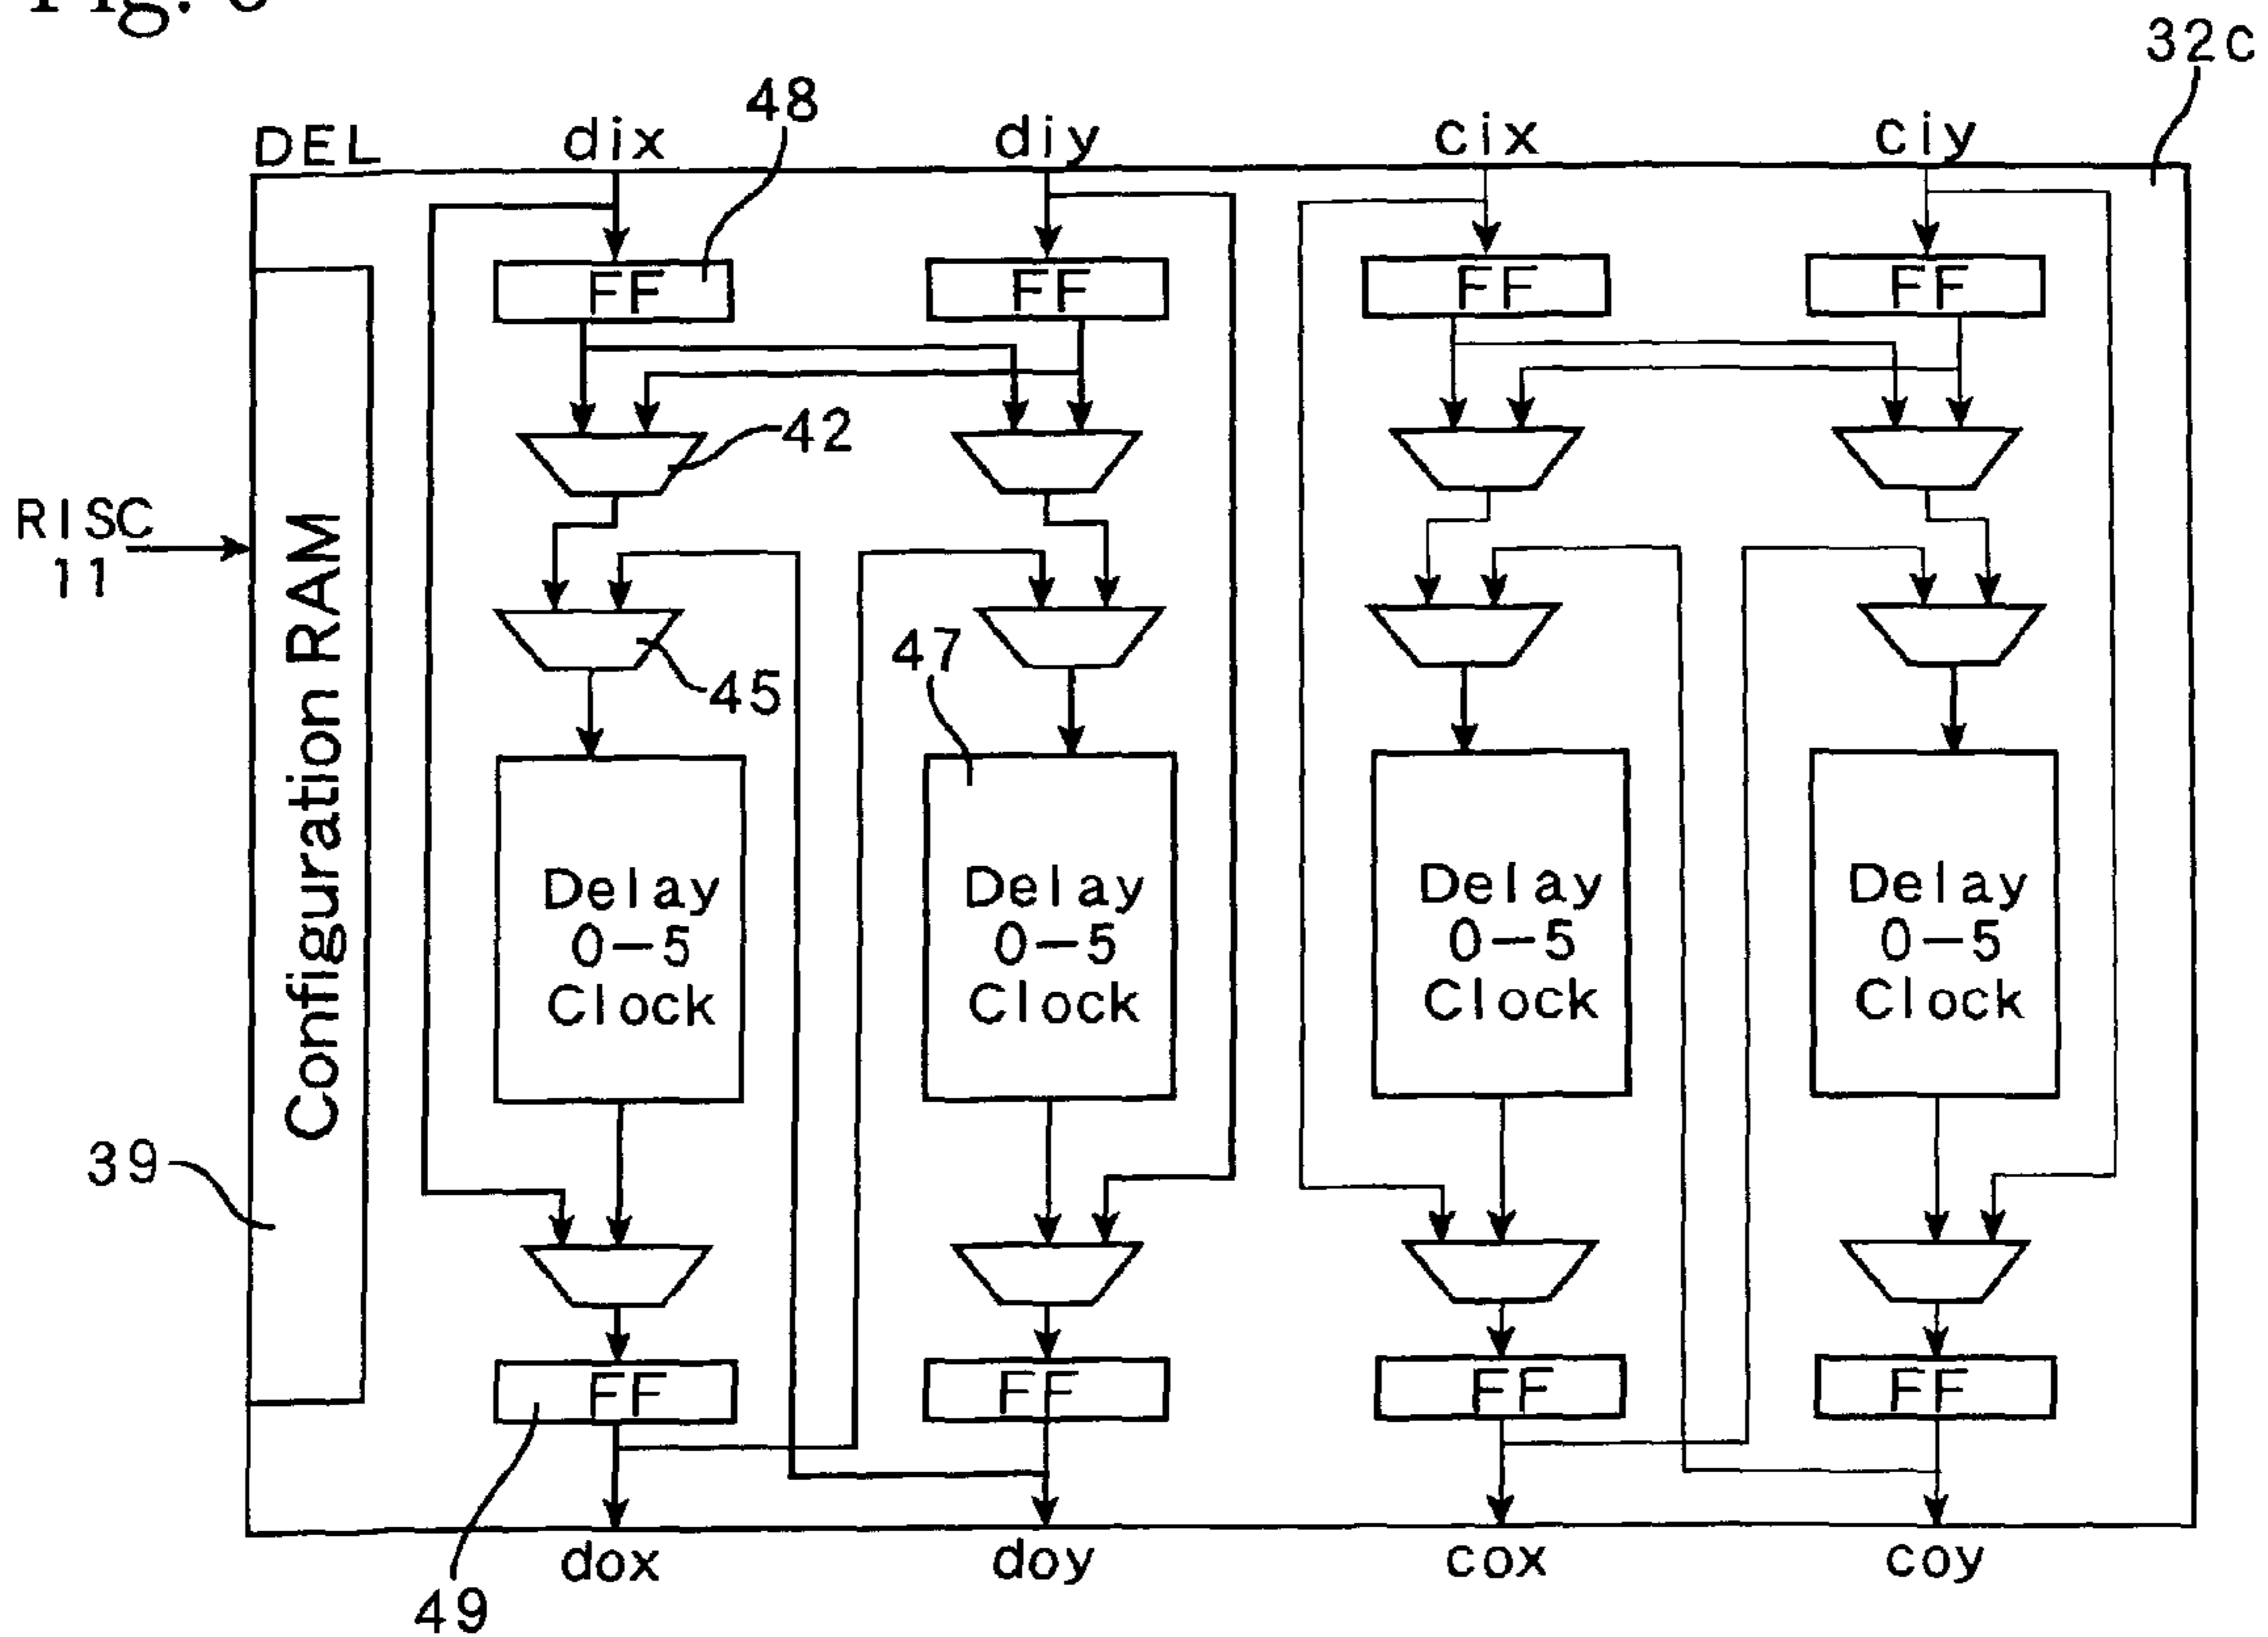 32c
48
DEL dix diy cix ciy
FF FF FF FF
42
RISC
11
Configuration RAM
45
47
Delay
0-5
Clock
Delay
0-5
Clock
Delay
0-5
Clock
Delay
0-5
Clock
39
FF FF FF FF
dox doy cox coy
49